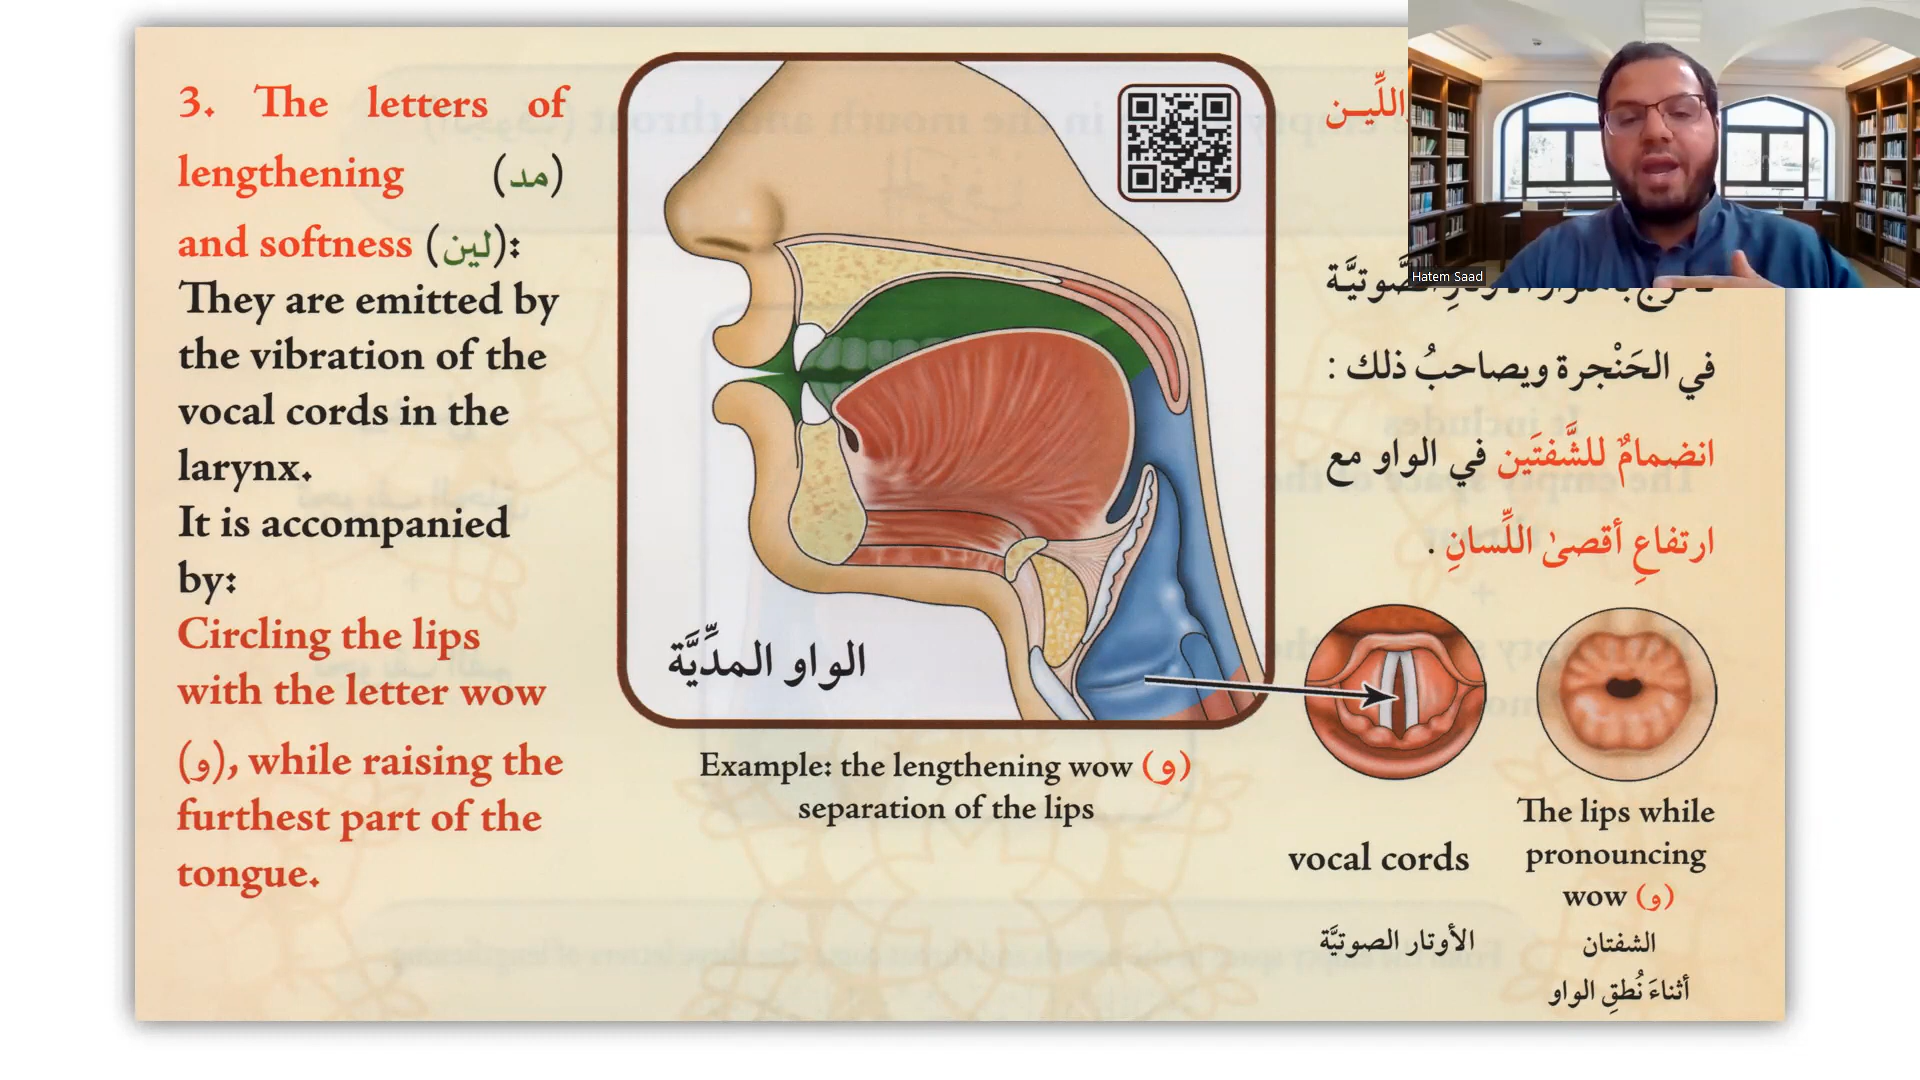 3. The letters of
lengthening (مد)
and softness (لين):
They are emitted by
the vibration of the
vocal cords in the
larynx.
It is accompanied
by:
Circling the lips
with the letter wow
(و), while raising the
furthest part of the
tongue.
الواو المدِّيَّة
Example: the lengthening wow (و)
separation of the lips
اللِّين
الصَّوتيَّة
في الحَنْجرة ويصاحبُ ذلك :
انضمامٌ للشَّفتَين في الواو مع
ارتفاعِ أقصىٰ اللِّسانِ .
vocal cords
الأوتار الصوتيَّة
The lips while
pronouncing
wow (و)
الشفتان
أثناءَ نُطقِ الواو
Hatem Saad